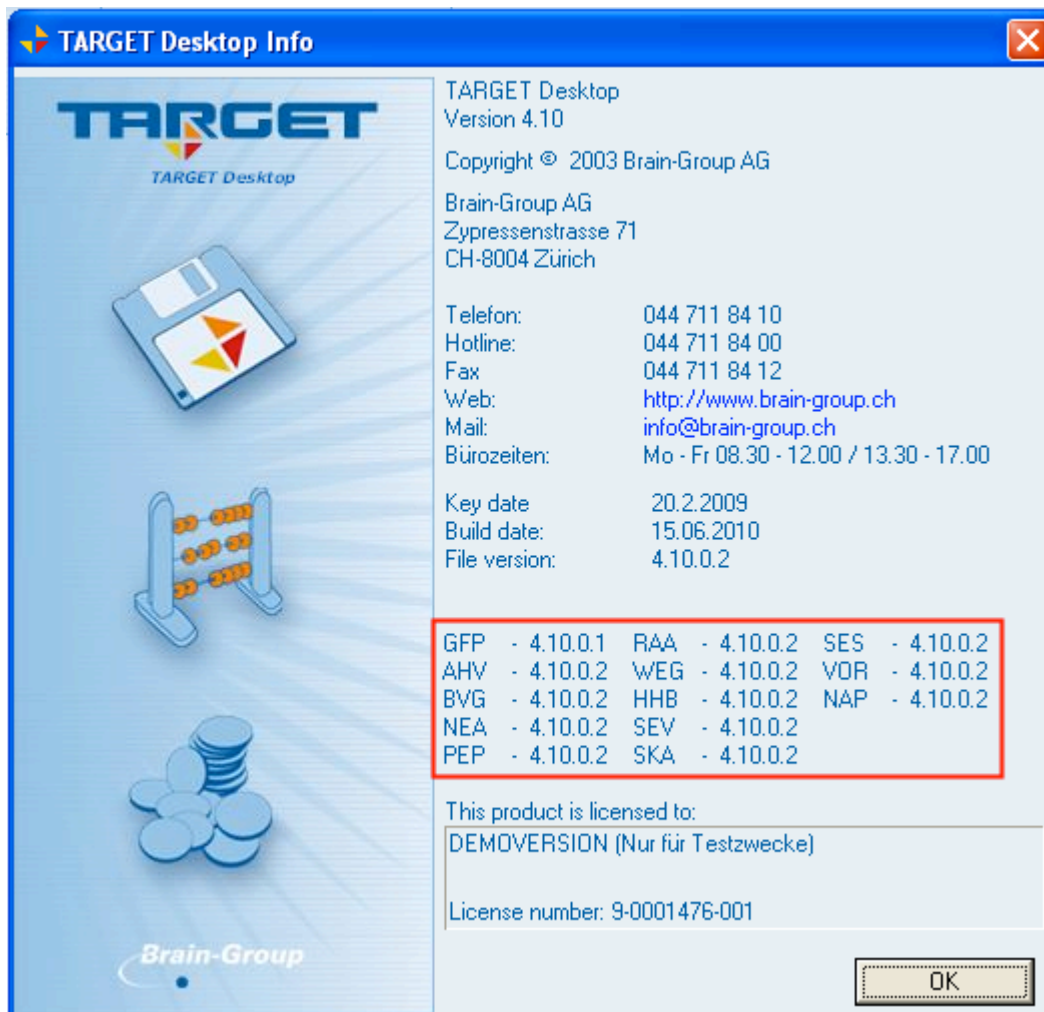 TARGET Desktop Info
TARGET
TARGET Desktop
TARGET Desktop
Version 4.10
Copyright © 2003 Brain-Group AG
Brain-Group AG
Zypressenstrasse 71
CH-8004 Zürich
Telefon: 044 711 84 10
Hotline: 044 711 84 00
Fax 044 711 84 12
Web: http://www.brain-group.ch
Mail: info@brain-group.ch
Bürozeiten: Mo - Fr 08.30 - 12.00 / 13.30 - 17.00
Key date 20.2.2009
Build date: 15.06.2010
File version: 4.10.0.2
GFP - 4.10.0.1 RAA - 4.10.0.2 SES - 4.10.0.2
AHV - 4.10.0.2 WEG - 4.10.0.2 VOR - 4.10.0.2
BVG - 4.10.0.2 HHB - 4.10.0.2 NAP - 4.10.0.2
NEA - 4.10.0.2 SEV - 4.10.0.2
PEP - 4.10.0.2 SKA - 4.10.0.2
This product is licensed to:
DEMOVERSION (Nur für Testzwecke)
License number: 9-0001476-001
Brain-Group
OK